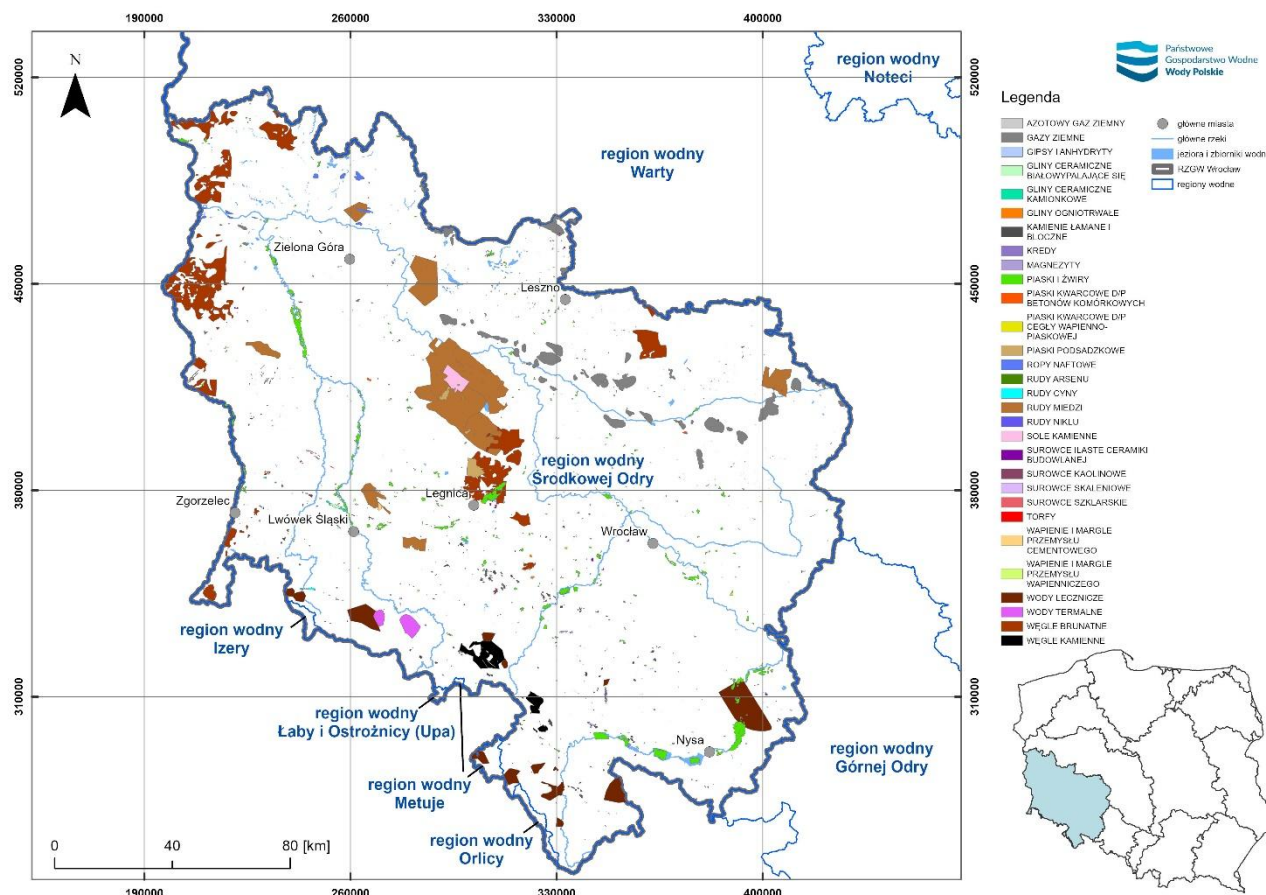 190000
260000
330000
400000
520000
450000
380000
310000
520000
450000
380000
310000
190000
260000
330000
400000
N
region wodny
Noteci
region wodny
Warty
Zielona Góra
Leszno
region wodny
Środkowej Odry
Zgorzelec
Legnica
Lwówek Śląski
Wrocław
region wodny
Izery
region wodny
Łaby i Ostrożnicy (Upa)
region wodny
Metuje
region wodny
Orlicy
Nysa
region wodny
Górnej Odry
0
40
80 [km]
Państwowe
Gospodarstwo Wodne
Wody Polskie
Legenda
AZOTOWY GAZ ZIEMNY
GAZY ZIEMNE
GIPSY I ANHYDRYTY
GLINY CERAMICZNE
BIAŁOWYPALAJĄCE SIĘ
GLINY CERAMICZNE
KAMIONKOWE
GLINY OGNIOTRWAŁE
KAMIENIE ŁAMANE I
BLOCZNE
KREDY
MAGNEZYTY
PIASKI I ŻWIRY
PIASKI KWARCOWE D/P
BETONÓW KOMÓRKOWYCH
PIASKI KWARCOWE D/P
CEGŁY WAPIENNO-
PIASKOWEJ
PIASKI PODSADZKOWE
ROPY NAFTOWE
RUDY ARSENU
RUDY CYNY
RUDY MIEDZI
RUDY NIKLU
SOLE KAMIENNE
SUROWCE ILASTE CERAMIKI
BUDOWLANEJ
SUROWCE KAOLINOWE
SUROWCE SKALENIOWE
SUROWCE SZKLARSKIE
TORFY
WAPIENIE I MARGLE
PRZEMYSŁU
CEMENTOWEGO
WAPIENIE I MARGLE
PRZEMYSŁU
WAPIENNICZEGO
WODY LECZNICZE
WODY TERMALNE
WĘGLE BRUNATNE
WĘGLE KAMIENNE
główne miasta
główne rzeki
jeziora i zbiorniki wodn
RZGW Wrocław
regiony wodne